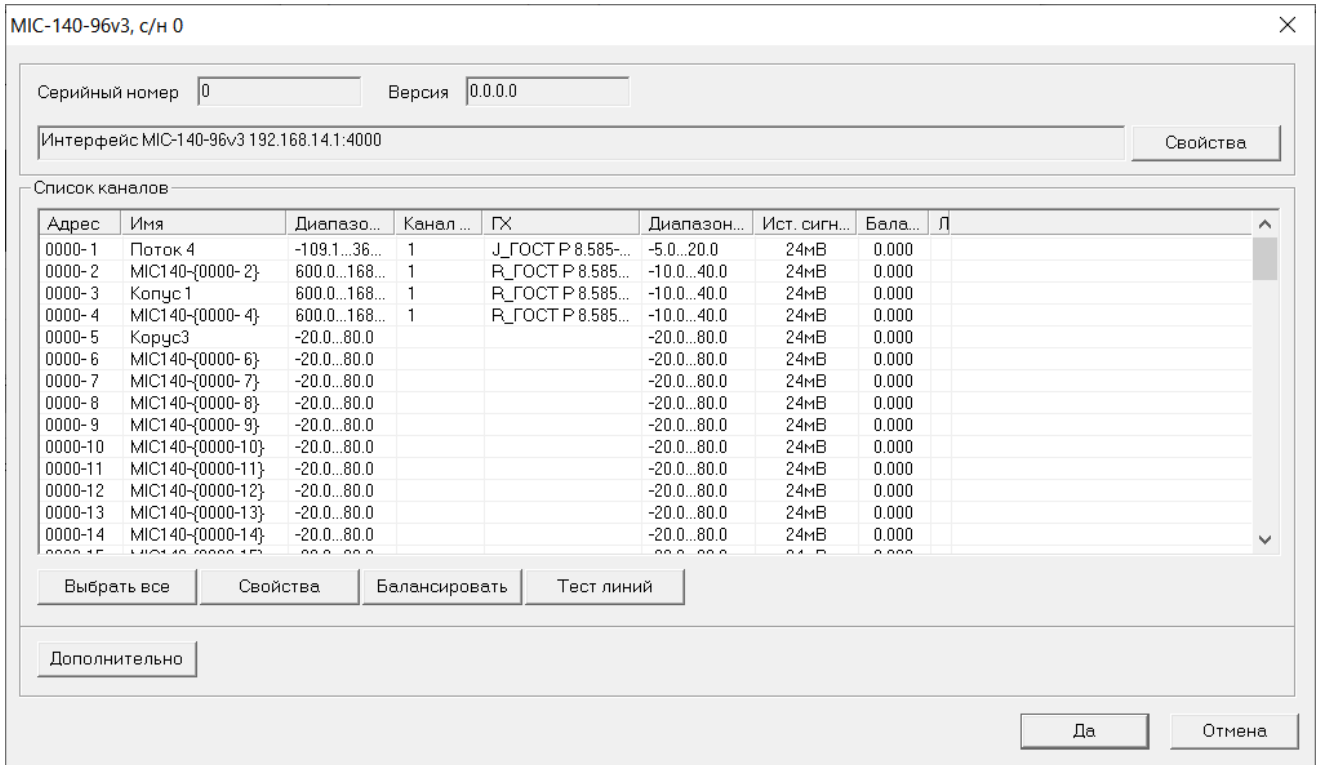 MIC-140-96v3, с/н 0
Серийный номер 0 Версия 0.0.0.0
Интерфейс MIC-140-96v3 192.168.14.1:4000 Свойства
Список каналов
Адрес Имя Диапазо... Канал ... ГХ Диапазон... Ист. сигн... Бала... Л
0000- 1 Поток 4 -109.1...36... 1 J_ГОСТ Р 8.585-... -5.0...20.0 24мВ 0.000
0000- 2 MIC140-{0000- 2} 600.0...168... 1 R_ГОСТ Р 8.585... -10.0...40.0 24мВ 0.000
0000- 3 Копус 1 600.0...168... 1 R_ГОСТ Р 8.585... -10.0...40.0 24мВ 0.000
0000- 4 MIC140-{0000- 4} 600.0...168... 1 R_ГОСТ Р 8.585... -10.0...40.0 24мВ 0.000
0000- 5 Корус3 -20.0...80.0 -20.0...80.0 24мВ 0.000
0000- 6 MIC140-{0000- 6} -20.0...80.0 -20.0...80.0 24мВ 0.000
0000- 7 MIC140-{0000- 7} -20.0...80.0 -20.0...80.0 24мВ 0.000
0000- 8 MIC140-{0000- 8} -20.0...80.0 -20.0...80.0 24мВ 0.000
0000- 9 MIC140-{0000- 9} -20.0...80.0 -20.0...80.0 24мВ 0.000
0000-10 MIC140-{0000-10} -20.0...80.0 -20.0...80.0 24мВ 0.000
0000-11 MIC140-{0000-11} -20.0...80.0 -20.0...80.0 24мВ 0.000
0000-12 MIC140-{0000-12} -20.0...80.0 -20.0...80.0 24мВ 0.000
0000-13 MIC140-{0000-13} -20.0...80.0 -20.0...80.0 24мВ 0.000
0000-14 MIC140-{0000-14} -20.0...80.0 -20.0...80.0 24мВ 0.000
Выбрать все Свойства Балансировать Тест линий
Дополнительно
Да Отмена